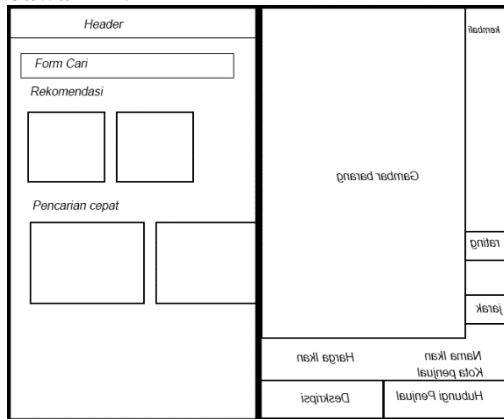 Header
Form Cari
Rekomendasi
Pencarian cepat
kembali
Gambar barang
rating
jarak
Nama Ikan
Harga Ikan
Kota penjual
Hubungi Penjual
Deskripsi